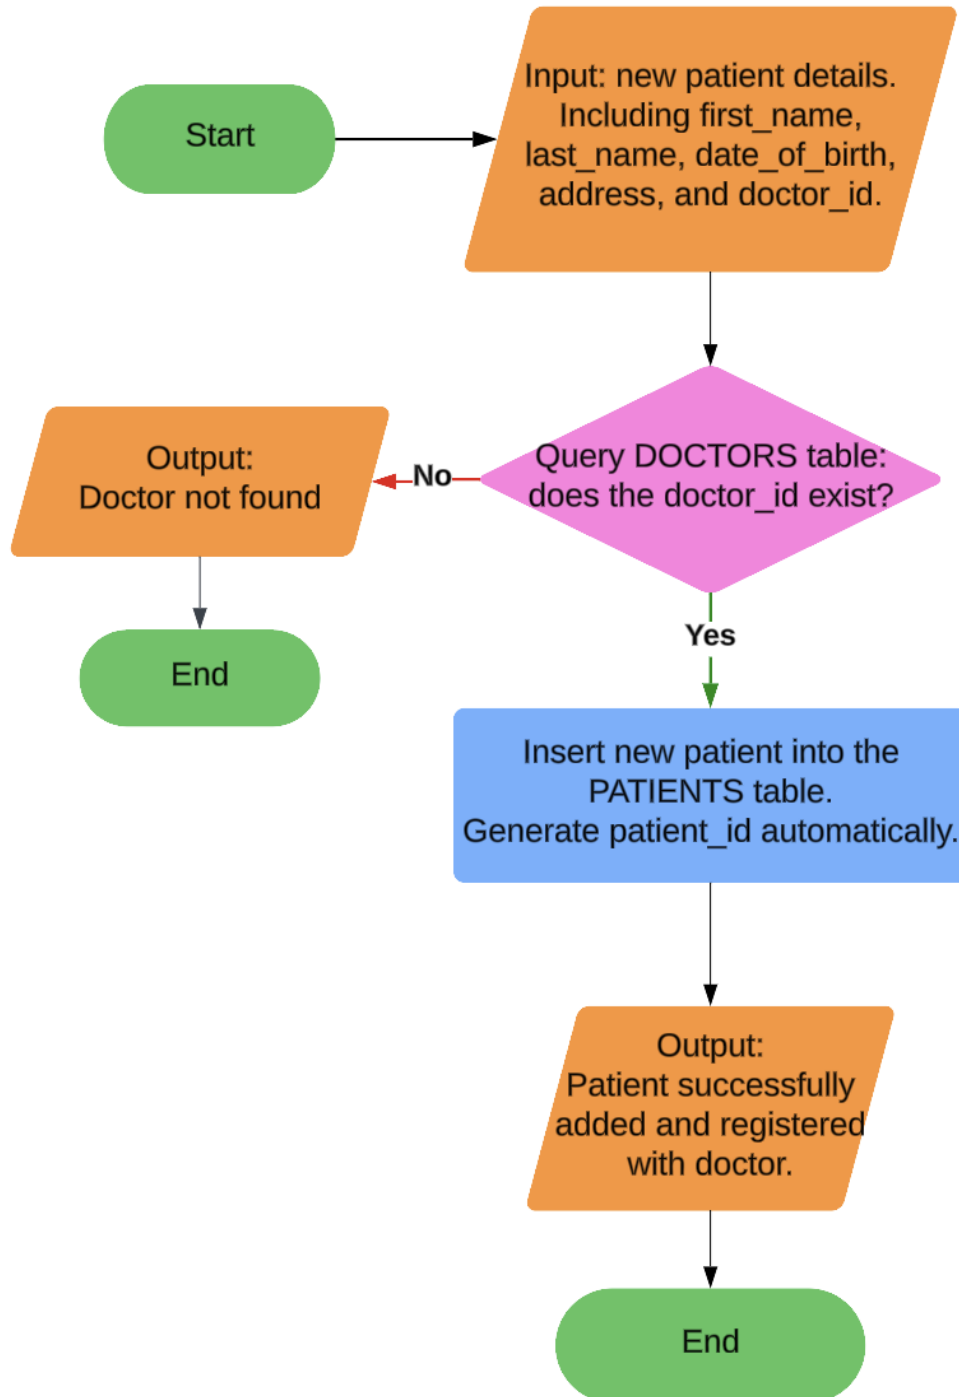 Start
Input: new patient details.
Including first_name,
last_name, date_of_birth,
address, and doctor_id.
Query DOCTORS table:
does the doctor_id exist?
No
Output:
Doctor not found
End
Yes
Insert new patient into the
PATIENTS table.
Generate patient_id automatically.
Output:
Patient successfully
added and registered
with doctor.
End